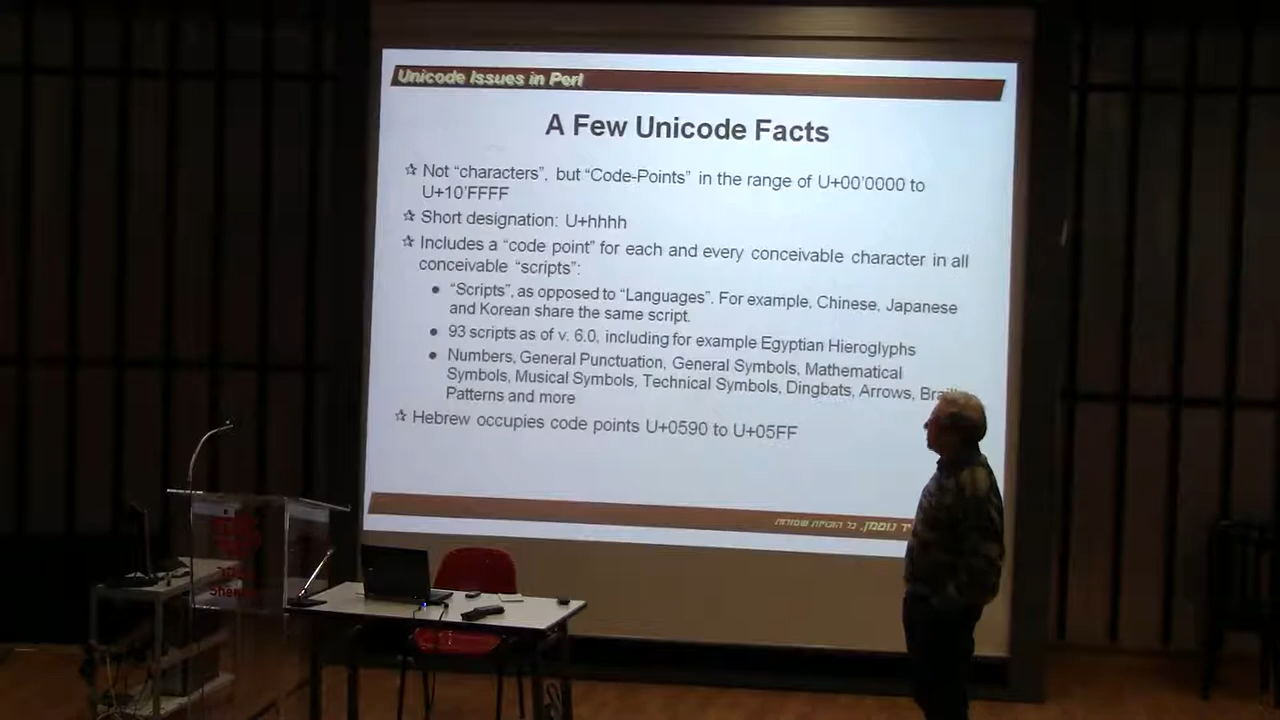 Unicode Issues in Perl
A Few Unicode Facts
Not “characters”, but “Code-Points” in the range of U+00'0000 to
U+10'FFFF
Short designation: U+hhhh
Includes a “code point” for each and every conceivable character in all
conceivable “scripts”:
“Scripts”, as opposed to “Languages”. For example, Chinese, Japanese
and Korean share the same script.
93 scripts as of v. 6.0, including for example Egyptian Hieroglyphs
Numbers, General Punctuation, General Symbols, Mathematical
Symbols, Musical Symbols, Technical Symbols, Dingbats, Arrows,
Patterns and more
Hebrew occupies code points U+0590 to U+05FF
כל הזכויות שמורות